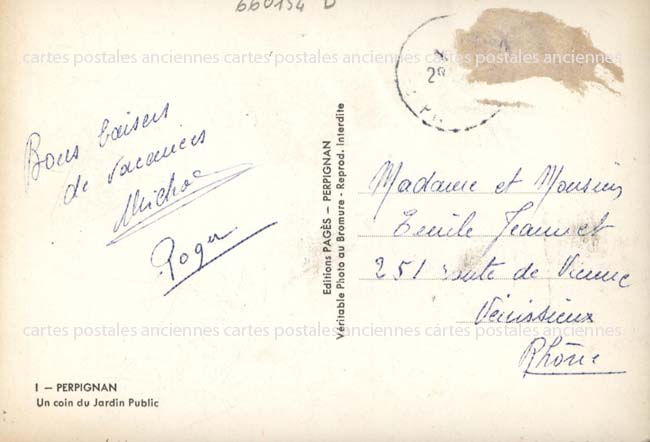 660154 D
cartes postales anciennes cartes postales anciennes cartes postales anciennes
29
Bons baisers
de vacances
Roger
Editions PAGÈS – PERPIGNAN
Véritable Photo au Bromure - Reprod. Interdite
Madame et Monsieur
Emile Jeannet
251 route de Vienne
Vénissieux
Rhône
cartes postales anciennes cartes postales anciennes cartes postales anciennes
I – PERPIGNAN
Un coin du Jardin Public